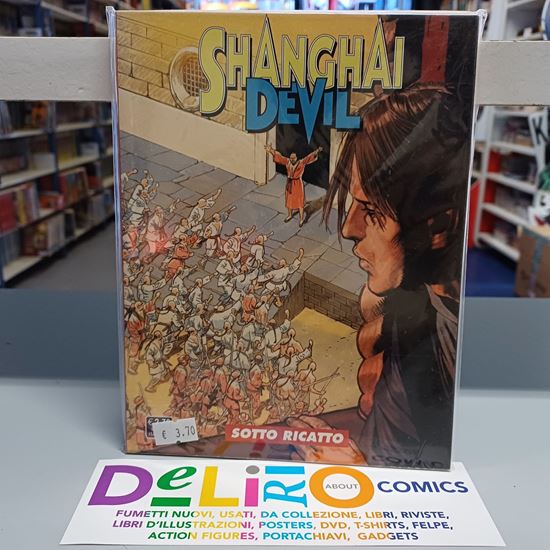 SHANGHAI
DEVIL
€ 3,70
SOTTO RICATTO
DeLiRiO ABOUT COMICS
FUMETTI NUOVI, USATI, DA COLLEZIONE, LIBRI, RIVISTE,
LIBRI D'ILLUSTRAZIONI, POSTERS, DVD, T-SHIRTS, FELPE,
ACTION FIGURES, PORTACHIAVI, GADGETS